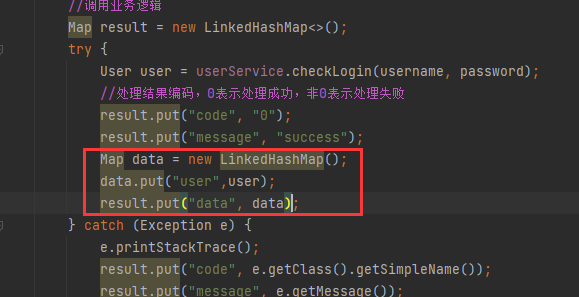 //调用业务逻辑
Map result = new LinkedHashMap<>();
try {
User user = userService.checkLogin(username, password);
//处理结果编码，0表示处理成功，非0表示处理失败
result.put("code", "0");
result.put("message", "success");
Map data = new LinkedHashMap();
data.put("user",user);
result.put("data", data);
} catch (Exception e) {
e.printStackTrace();
result.put("code", e.getClass().getSimpleName());
result.put("message", e.getMessage());